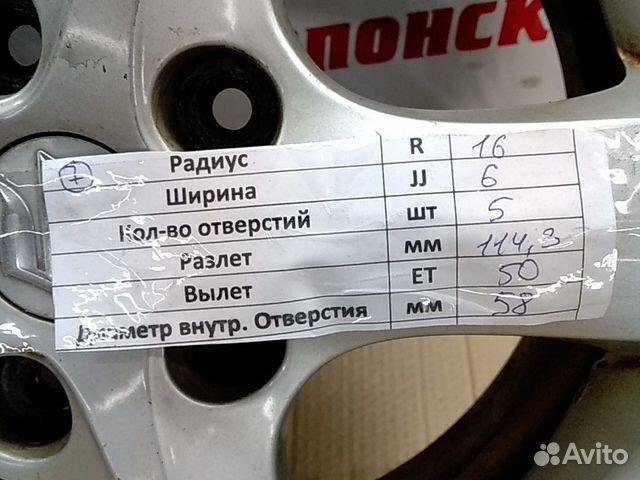 ПОНСК
Радиус R 16
Ширина JJ 6
Кол-во отверстий шт 5
Разлет мм 114,3
Вылет ET 50
Диаметр внутр. Отверстия мм 58
Avito